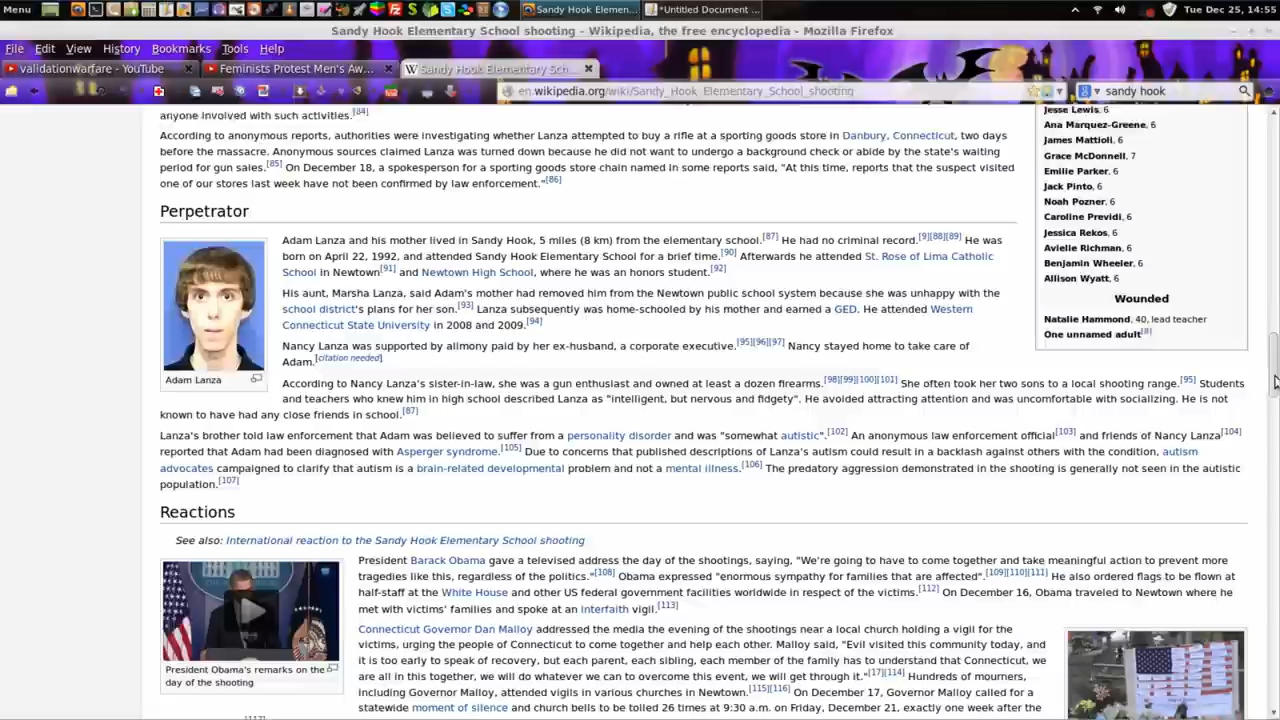 Menu
Sandy Hook Elemen...
*Untitled Document ...
Tue Dec 25, 14:55
Sandy Hook Elementary School shooting - Wikipedia, the free encyclopedia - Mozilla Firefox
File Edit View History Bookmarks Tools Help
validationwarfare - YouTube
Feminists Protest Men's Aw...
Sandy Hook Elementary Sch...
en.wikipedia.org/wiki/Sandy_Hook_Elementary_School_shooting
sandy hook
anyone involved with such activities.[84]
According to anonymous reports, authorities were investigating whether Lanza attempted to buy a rifle at a sporting goods store in Danbury, Connecticut, two days
before the massacre. Anonymous sources claimed Lanza was turned down because he did not want to undergo a background check or abide by the state's waiting
period for gun sales.[85] On December 18, a spokesperson for a sporting goods store chain named in some reports said, "At this time, reports that the suspect visited
one of our stores last week have not been confirmed by law enforcement."[86]
Perpetrator
Adam Lanza
Adam Lanza and his mother lived in Sandy Hook, 5 miles (8 km) from the elementary school.[87] He had no criminal record.[9][88][89] He was
born on April 22, 1992, and attended Sandy Hook Elementary School for a brief time.[90] Afterwards he attended St. Rose of Lima Catholic
School in Newtown[91] and Newtown High School, where he was an honors student.[92]
His aunt, Marsha Lanza, said Adam's mother had removed him from the Newtown public school system because she was unhappy with the
school district's plans for her son.[93] Lanza subsequently was home-schooled by his mother and earned a GED. He attended Western
Connecticut State University in 2008 and 2009.[94]
Nancy Lanza was supported by alimony paid by her ex-husband, a corporate executive.[95][96][97] Nancy stayed home to take care of
Adam.[citation needed]
According to Nancy Lanza's sister-in-law, she was a gun enthusiast and owned at least a dozen firearms.[98][99][100][101] She often took her two sons to a local shooting range.[95] Students
and teachers who knew him in high school described Lanza as "intelligent, but nervous and fidgety". He avoided attracting attention and was uncomfortable with socializing. He is not
known to have had any close friends in school.[87]
Lanza's brother told law enforcement that Adam was believed to suffer from a personality disorder and was "somewhat autistic".[102] An anonymous law enforcement official[103] and friends of Nancy Lanza[104]
reported that Adam had been diagnosed with Asperger syndrome.[105] Due to concerns that published descriptions of Lanza's autism could result in a backlash against others with the condition, autism
advocates campaigned to clarify that autism is a brain-related developmental problem and not a mental illness.[106] The predatory aggression demonstrated in the shooting is generally not seen in the autistic
population.[107]
Jesse Lewis, 6
Ana Marquez-Greene, 6
James Mattioli, 6
Grace McDonnell, 7
Emilie Parker, 6
Jack Pinto, 6
Noah Pozner, 6
Caroline Previdi, 6
Jessica Rekos, 6
Avielle Richman, 6
Benjamin Wheeler, 6
Allison Wyatt, 6
Wounded
Natalie Hammond, 40, lead teacher
One unnamed adult[8]
Reactions
See also: International reaction to the Sandy Hook Elementary School shooting
President Obama's remarks on the
day of the shooting
President Barack Obama gave a televised address the day of the shootings, saying, "We're going to have to come together and take meaningful action to prevent more
tragedies like this, regardless of the politics."[108] Obama expressed "enormous sympathy for families that are affected".[109][110][111] He also ordered flags to be flown at
half-staff at the White House and other US federal government facilities worldwide in respect of the victims.[112] On December 16, Obama traveled to Newtown where he
met with victims' families and spoke at an interfaith vigil.[113]
Connecticut Governor Dan Malloy addressed the media the evening of the shootings near a local church holding a vigil for the
victims, urging the people of Connecticut to come together and help each other. Malloy said, "Evil visited this community today, and
it is too early to speak of recovery, but each parent, each sibling, each member of the family has to understand that Connecticut, we
are all in this together, we will do whatever we can to overcome this event, we will get through it."[17][114] Hundreds of mourners,
including Governor Malloy, attended vigils in various churches in Newtown.[115][116] On December 17, Governor Malloy called for a
statewide moment of silence and church bells to be tolled 26 times at 9:30 a.m. on Friday, December 21, exactly one week after the